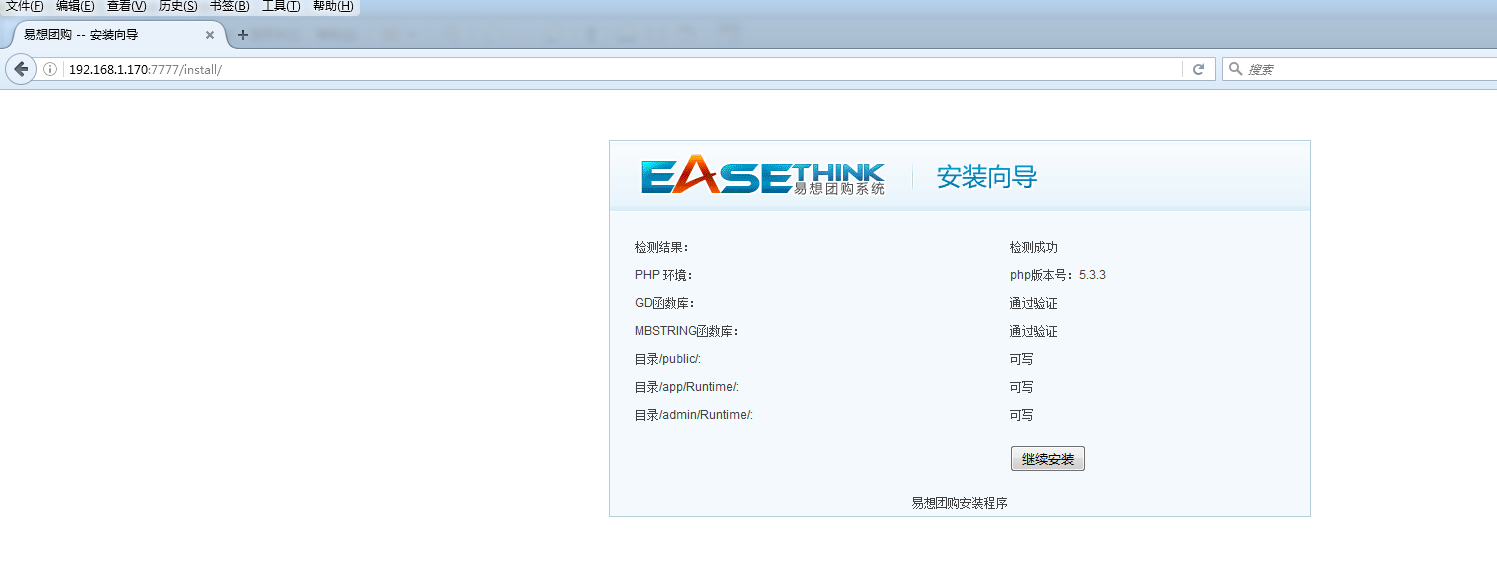 文件(F) 编辑(E) 查看(V) 历史(S) 书签(B) 工具(T) 帮助(H)
易想团购 -- 安装向导
192.168.1.170:7777/install/
搜索
EASETHINK
易想团购系统
安装向导
检测结果： 检测成功
PHP 环境： php版本号：5.3.3
GD函数库： 通过验证
MBSTRING函数库： 通过验证
目录/public/: 可写
目录/app/Runtime/: 可写
目录/admin/Runtime/: 可写
继续安装
易想团购安装程序